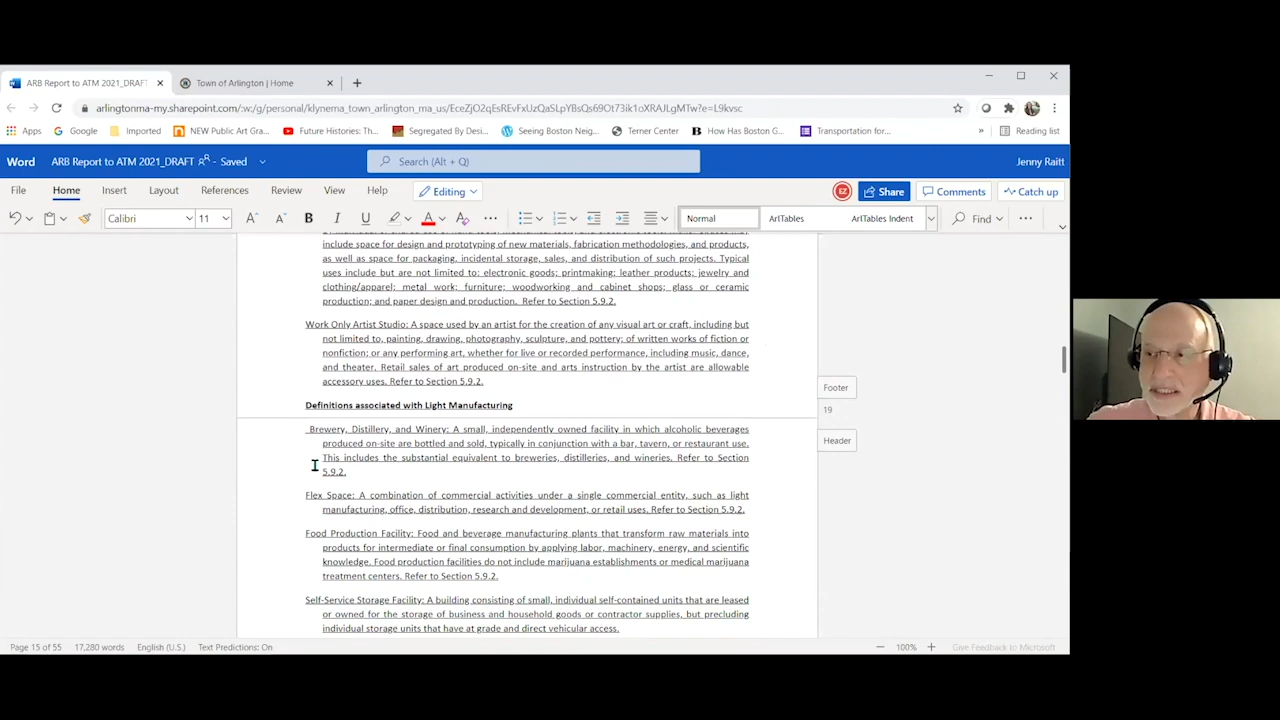 ARB Report to ATM 2021_DRAFT
Town of Arlington | Home
arlingtonma-my.sharepoint.com/:w:/g/personal/klynema_town_arlington_ma_us/
Apps Google Imported NEW Public Art Gra... Future Histories: Th... Segregated By Desi... Seeing Boston Neig... Terner Center How Has Boston G... Transportation for... » Reading list
Word ARB Report to ATM 2021_DRAFT - Saved Search (Alt + Q) Jenny Raitt
File Home Insert Layout References Review View Help Editing EZ Share Comments Catch up
Calibri 11 A A B I U A A Normal ArlTables ArlTables Indent Find
include space for design and prototyping of new materials, fabrication methodologies, and products,
as well as space for packaging, incidental storage, sales, and distribution of such projects. Typical
uses include but are not limited to: electronic goods; printmaking; leather products; jewelry and
clothing/apparel; metal work; furniture; woodworking and cabinet shops; glass or ceramic
production; and paper design and production. Refer to Section 5.9.2.
Work Only Artist Studio: A space used by an artist for the creation of any visual art or craft, including but
not limited to, painting, drawing, photography, sculpture, and pottery; of written works of fiction or
nonfiction; or any performing art, whether for live or recorded performance, including music, dance,
and theater. Retail sales of art produced on-site and arts instruction by the artist are allowable
accessory uses. Refer to Section 5.9.2.
Footer
Definitions associated with Light Manufacturing
19
Brewery, Distillery, and Winery: A small, independently owned facility in which alcoholic beverages
Header
produced on-site are bottled and sold, typically in conjunction with a bar, tavern, or restaurant use.
This includes the substantial equivalent to breweries, distilleries, and wineries. Refer to Section
5.9.2.
Flex Space: A combination of commercial activities under a single commercial entity, such as light
manufacturing, office, distribution, research and development, or retail uses. Refer to Section 5.9.2.
Food Production Facility: Food and beverage manufacturing plants that transform raw materials into
products for intermediate or final consumption by applying labor, machinery, energy, and scientific
knowledge. Food production facilities do not include marijuana establishments or medical marijuana
treatment centers. Refer to Section 5.9.2.
Self-Service Storage Facility: A building consisting of small, individual self-contained units that are leased
or owned for the storage of business and household goods or contractor supplies, but precluding
individual storage units that have at grade and direct vehicular access.
Page 15 of 55 17,280 words English (U.S.) Text Predictions: On 100% Give Feedback to Microsoft